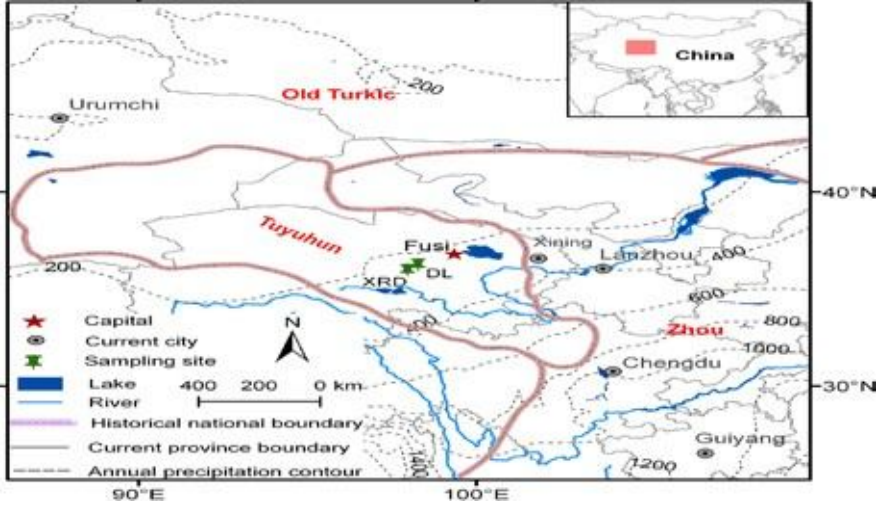 China
200
Old Turkic
Urumchi
40°N
Tuyuhun
Fusi
Xining
Lanzhou
400
200
DL
XRD
600
400
Zhou
800
1000
Capital
N
Current city
Sampling site
Chengdu
Lake
400 200 0 km
30°N
River
Historical national boundary
Guiyang
Current province boundary
1400
1200
Annual precipitation contour
90°E
100°E